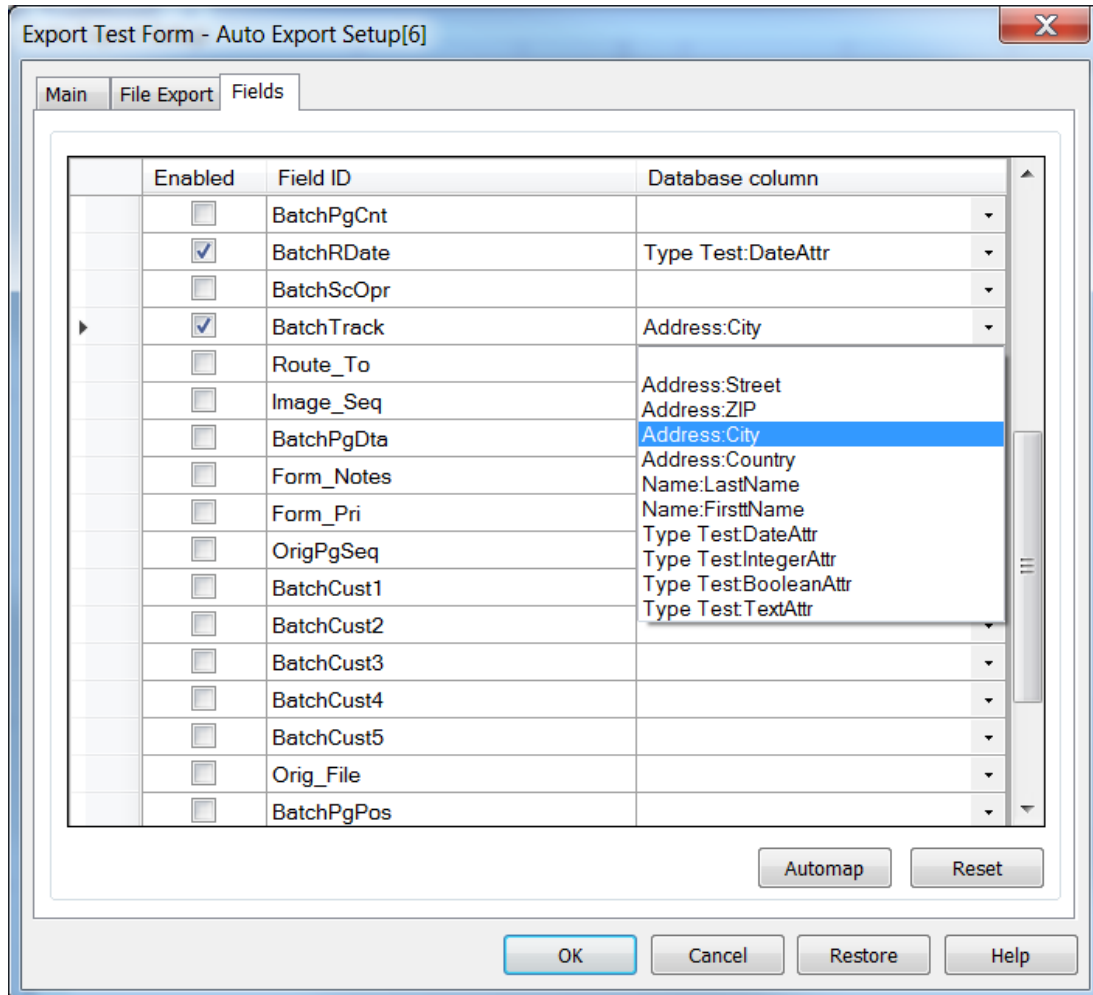 Export Test Form - Auto Export Setup[6]
X
Main File Export Fields
Enabled Field ID Database column
BatchPgCnt
BatchRDate Type Test:DateAttr
BatchScOpr
BatchTrack Address:City
Route_To
Image_Seq
BatchPgDta
Form_Notes
Form_Pri
OrigPgSeq
BatchCust1
BatchCust2
BatchCust3
BatchCust4
BatchCust5
Orig_File
BatchPgPos
Address:Street
Address:ZIP
Address:City
Address:Country
Name:LastName
Name:FirsttName
Type Test:DateAttr
Type Test:IntegerAttr
Type Test:BooleanAttr
Type Test:TextAttr
Automap Reset
OK Cancel Restore Help